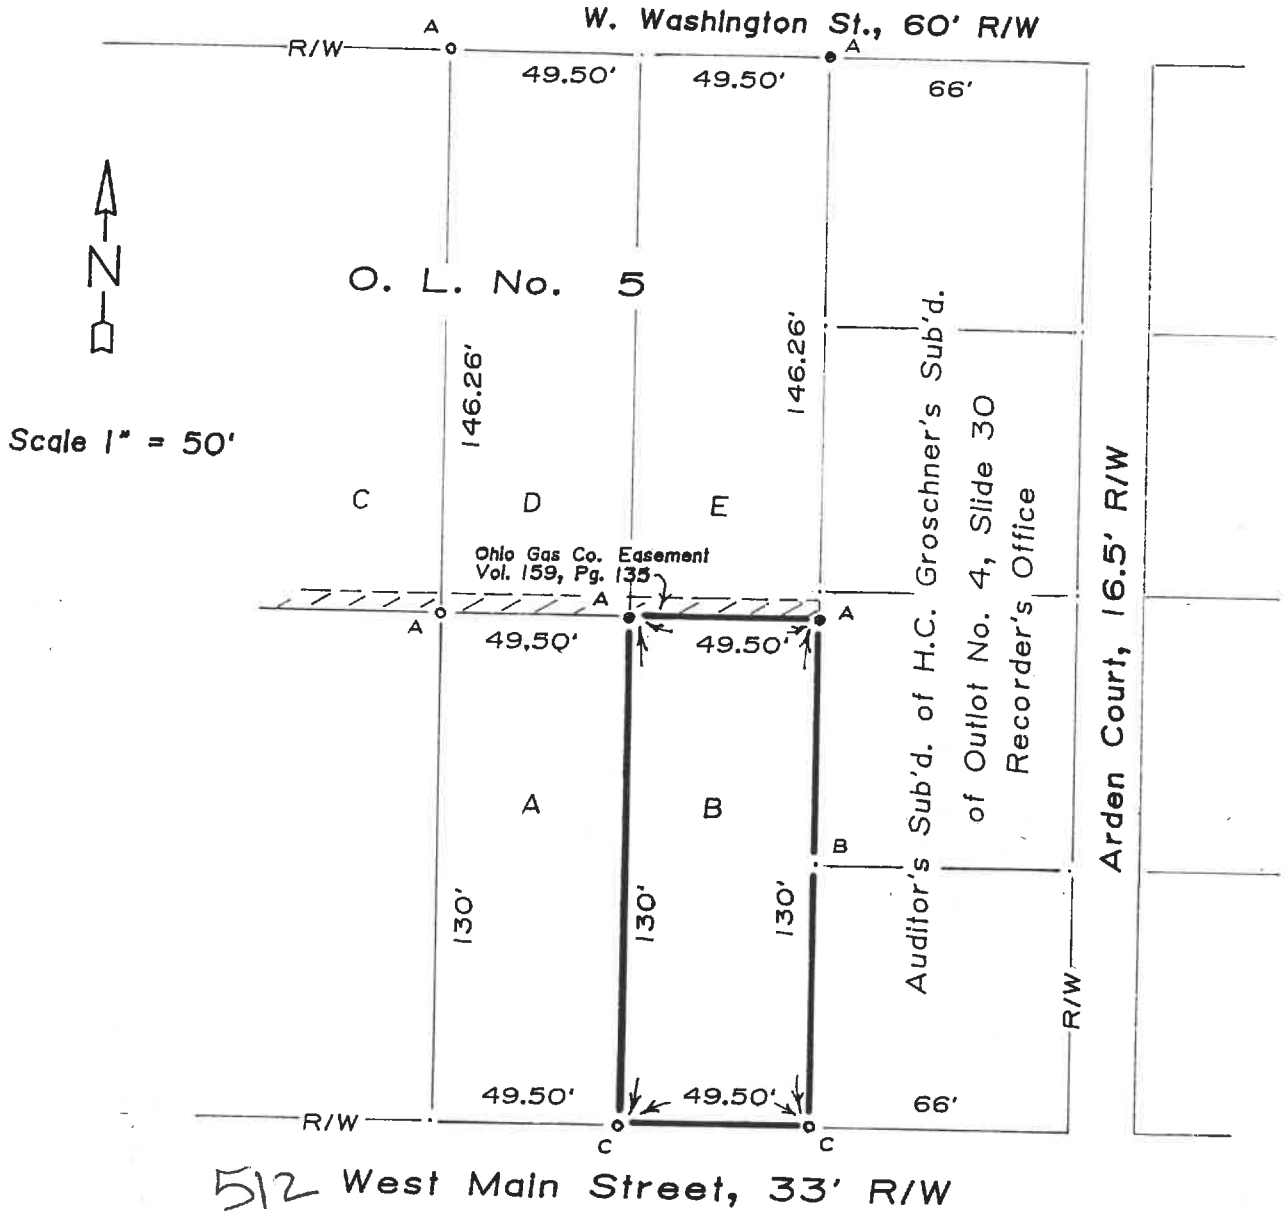 W. Washington St., 60' R/W
A
R/W
A
49.50'
49.50'
66'
N
O. L. No. 5
146.26'
146.26'
Scale 1" = 50'
C
D
E
Ohio Gas Co. Easement
Vol. 159, Pg. 135
A
A
A
49.50'
49.50'
Auditor's Sub'd. of H.C. Groschner's Sub'd.
of Outlot No. 4, Slide 30
Recorder's Office
Arden Court, 16.5' R/W
A
B
B
130'
130'
130'
R/W
49.50'
49.50'
66'
R/W
C
C
512 West Main Street, 33' R/W